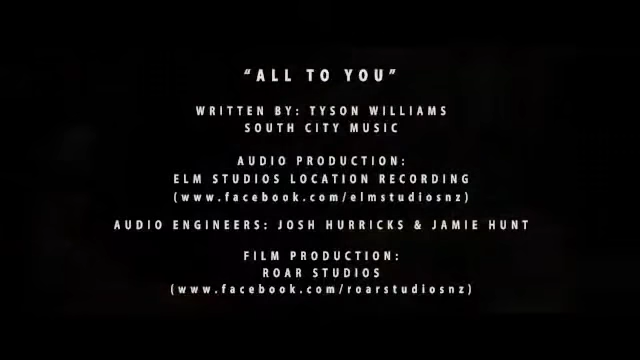 “ALL TO YOU”
WRITTEN BY: TYSON WILLIAMS
SOUTH CITY MUSIC
AUDIO PRODUCTION:
ELM STUDIOS LOCATION RECORDING
(www.facebook.com/elmstudiosnz)
AUDIO ENGINEERS: JOSH HURRICKS & JAMIE HUNT
FILM PRODUCTION:
ROAR STUDIOS
(www.facebook.com/roarstudiosnz)